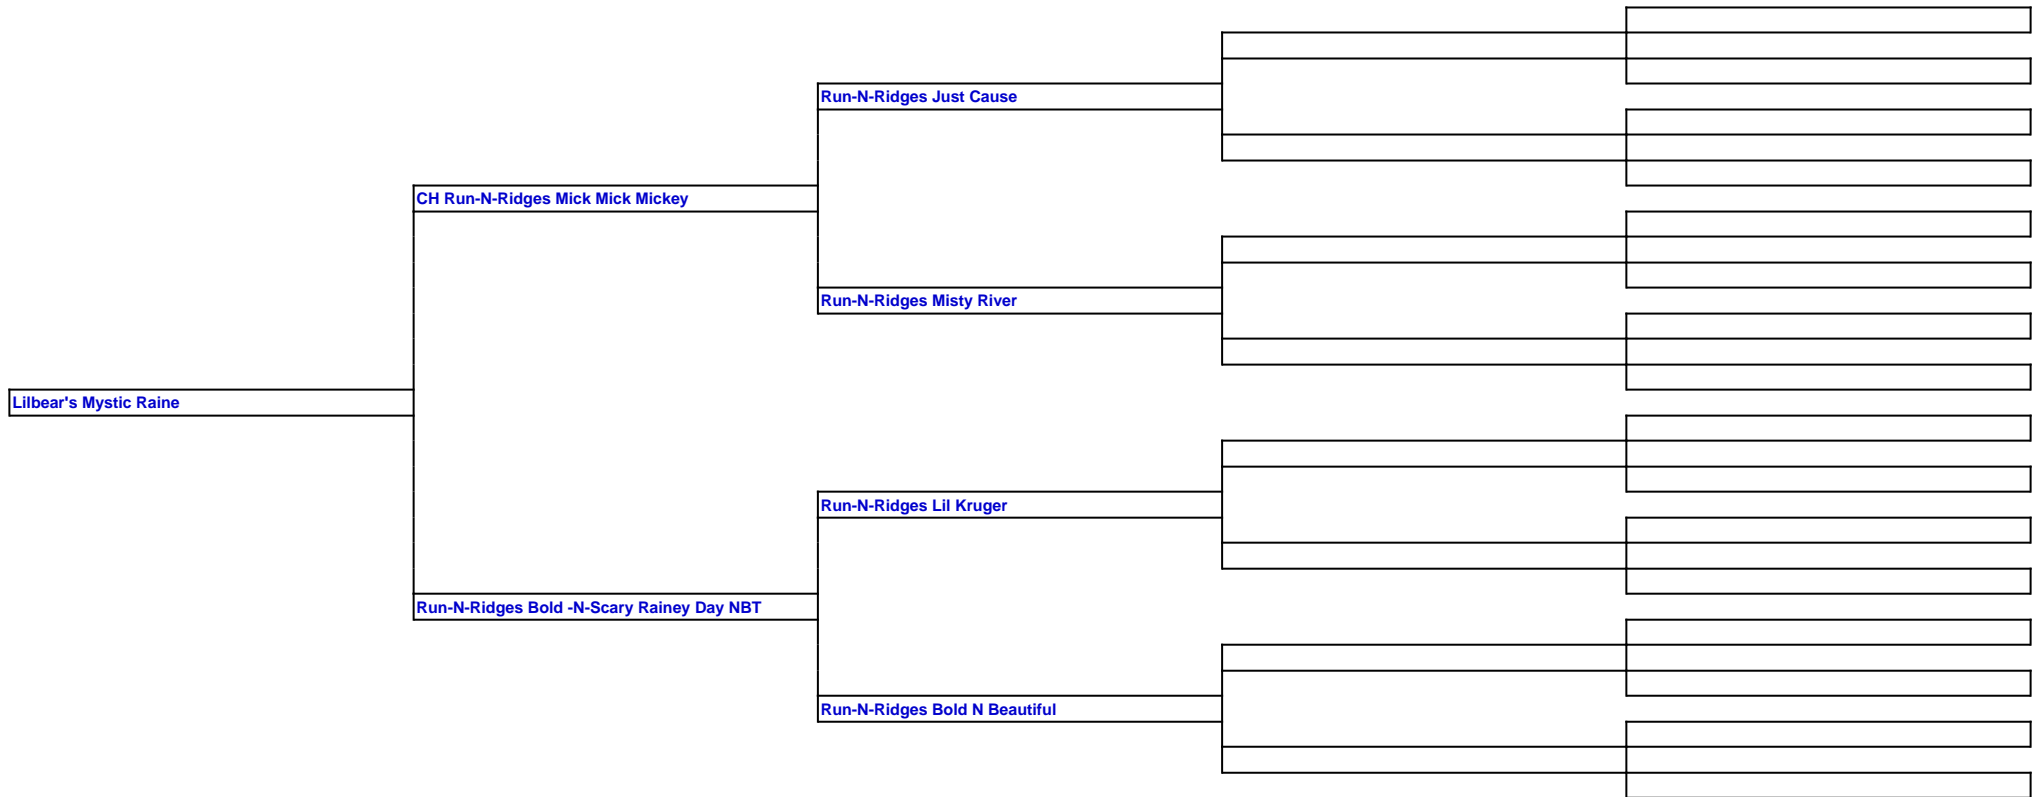 Run-N-Ridges Just Cause
CH Run-N-Ridges Mick Mick Mickey
Run-N-Ridges Misty River
Lilbear's Mystic Raine
Run-N-Ridges Lil Kruger
Run-N-Ridges Bold -N-Scary Rainey Day NBT
Run-N-Ridges Bold N Beautiful